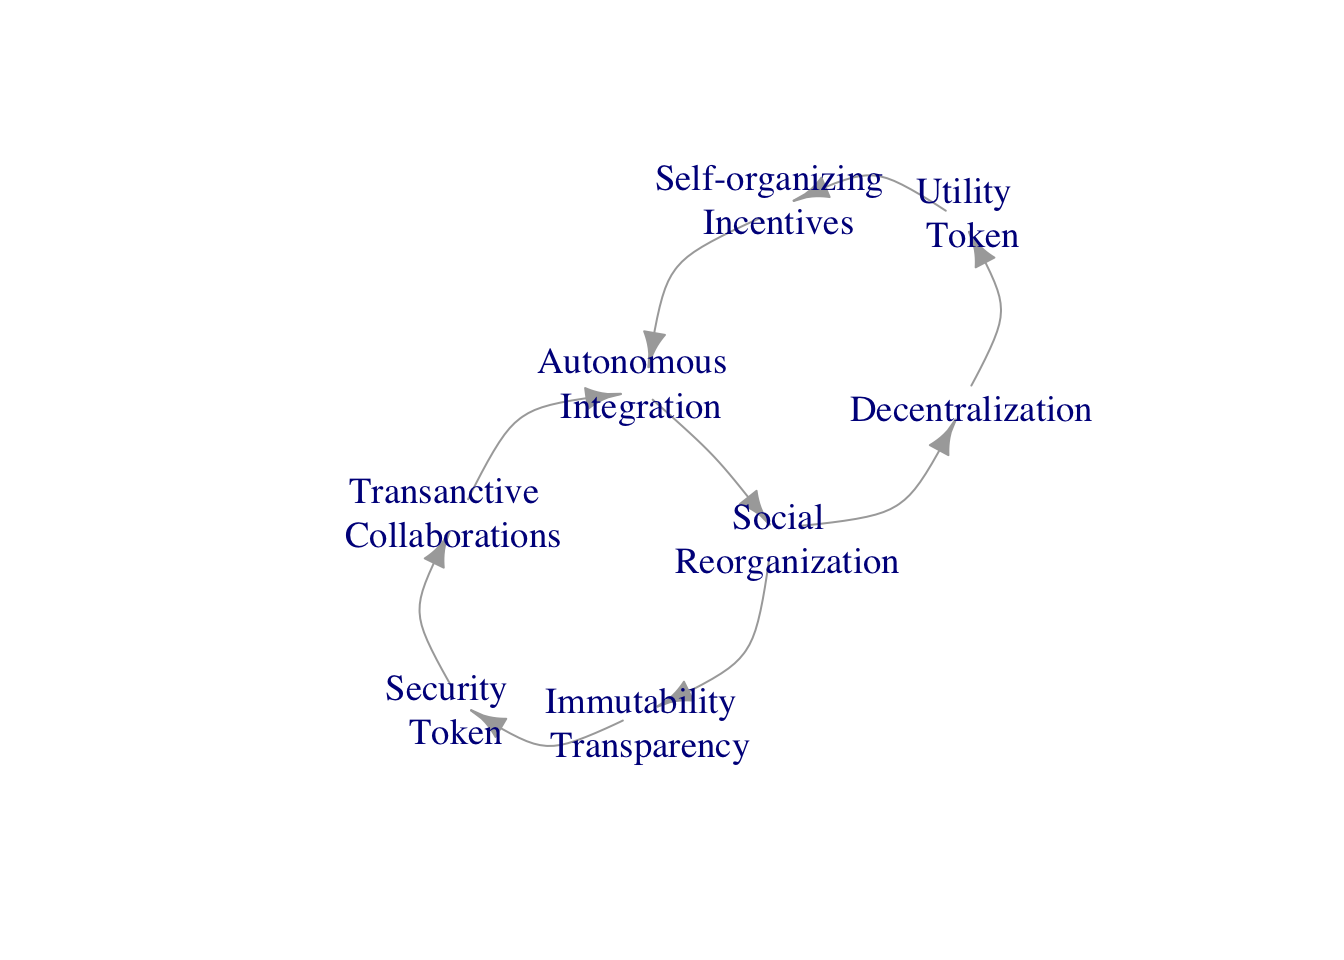 Self-organizing
Incentives
Utility
Token
Autonomous
Integration
Decentralization
Transanctive
Collaborations
Social
Reorganization
Security
Token
Immutability
Transparency